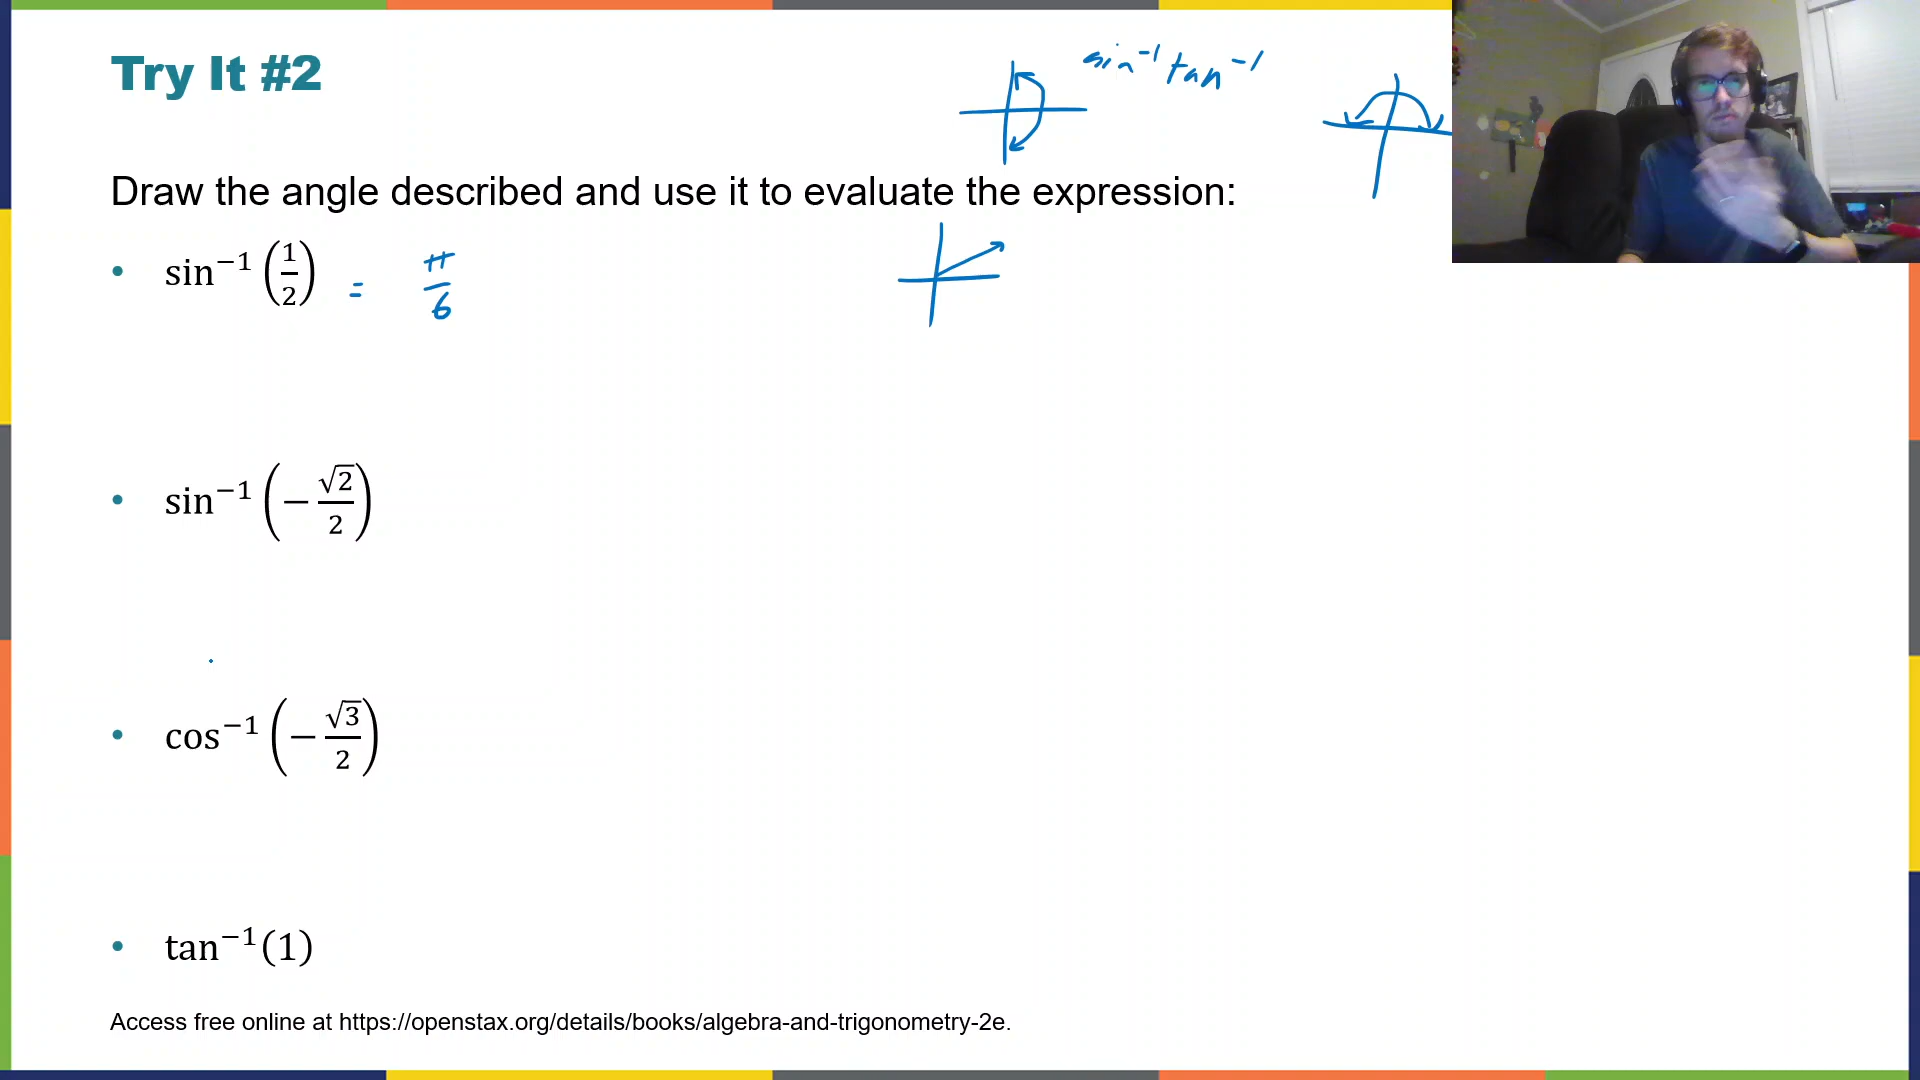 Try It #2
sin⁻¹ tan⁻¹
Draw the angle described and use it to evaluate the expression:
• sin⁻¹(1/2) = π/6
• sin⁻¹(−√2/2)
• cos⁻¹(−√3/2)
• tan⁻¹(1)
Access free online at https://openstax.org/details/books/algebra-and-trigonometry-2e.